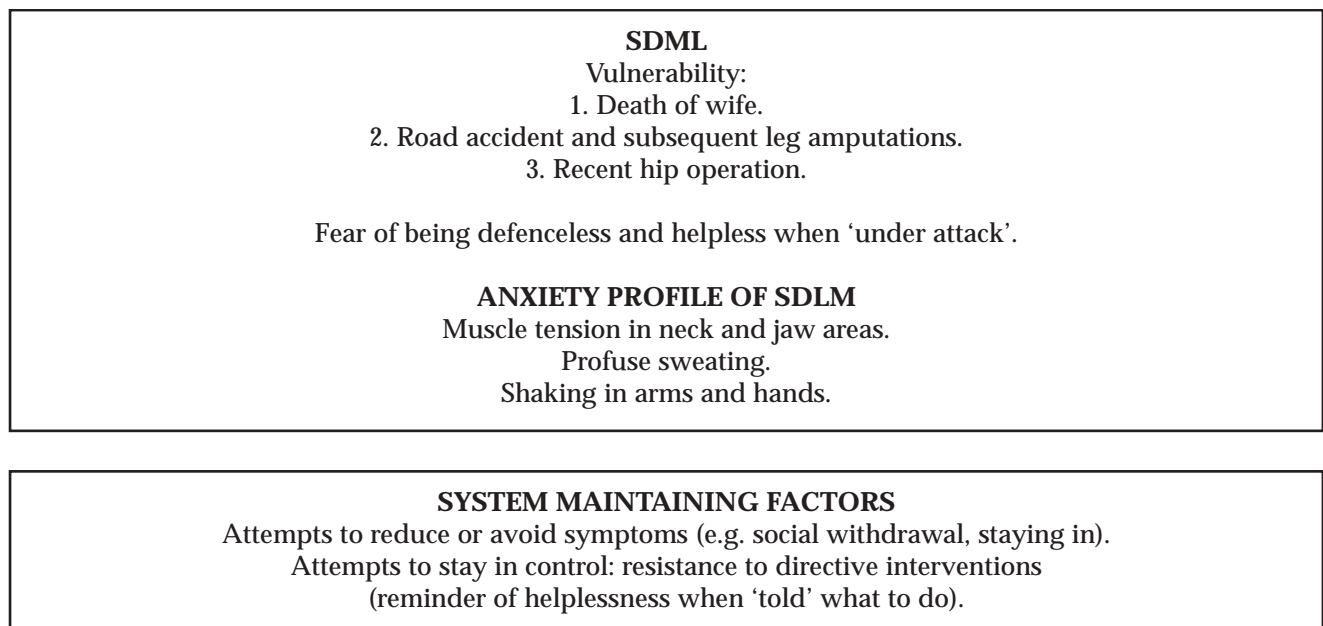 SDML
Vulnerability:
1. Death of wife.
2. Road accident and subsequent leg amputations.
3. Recent hip operation.
Fear of being defenceless and helpless when ‘under attack’.
ANXIETY PROFILE OF SDLM
Muscle tension in neck and jaw areas.
Profuse sweating.
Shaking in arms and hands.
SYSTEM MAINTAINING FACTORS
Attempts to reduce or avoid symptoms (e.g. social withdrawal, staying in).
Attempts to stay in control: resistance to directive interventions
(reminder of helplessness when ‘told’ what to do).